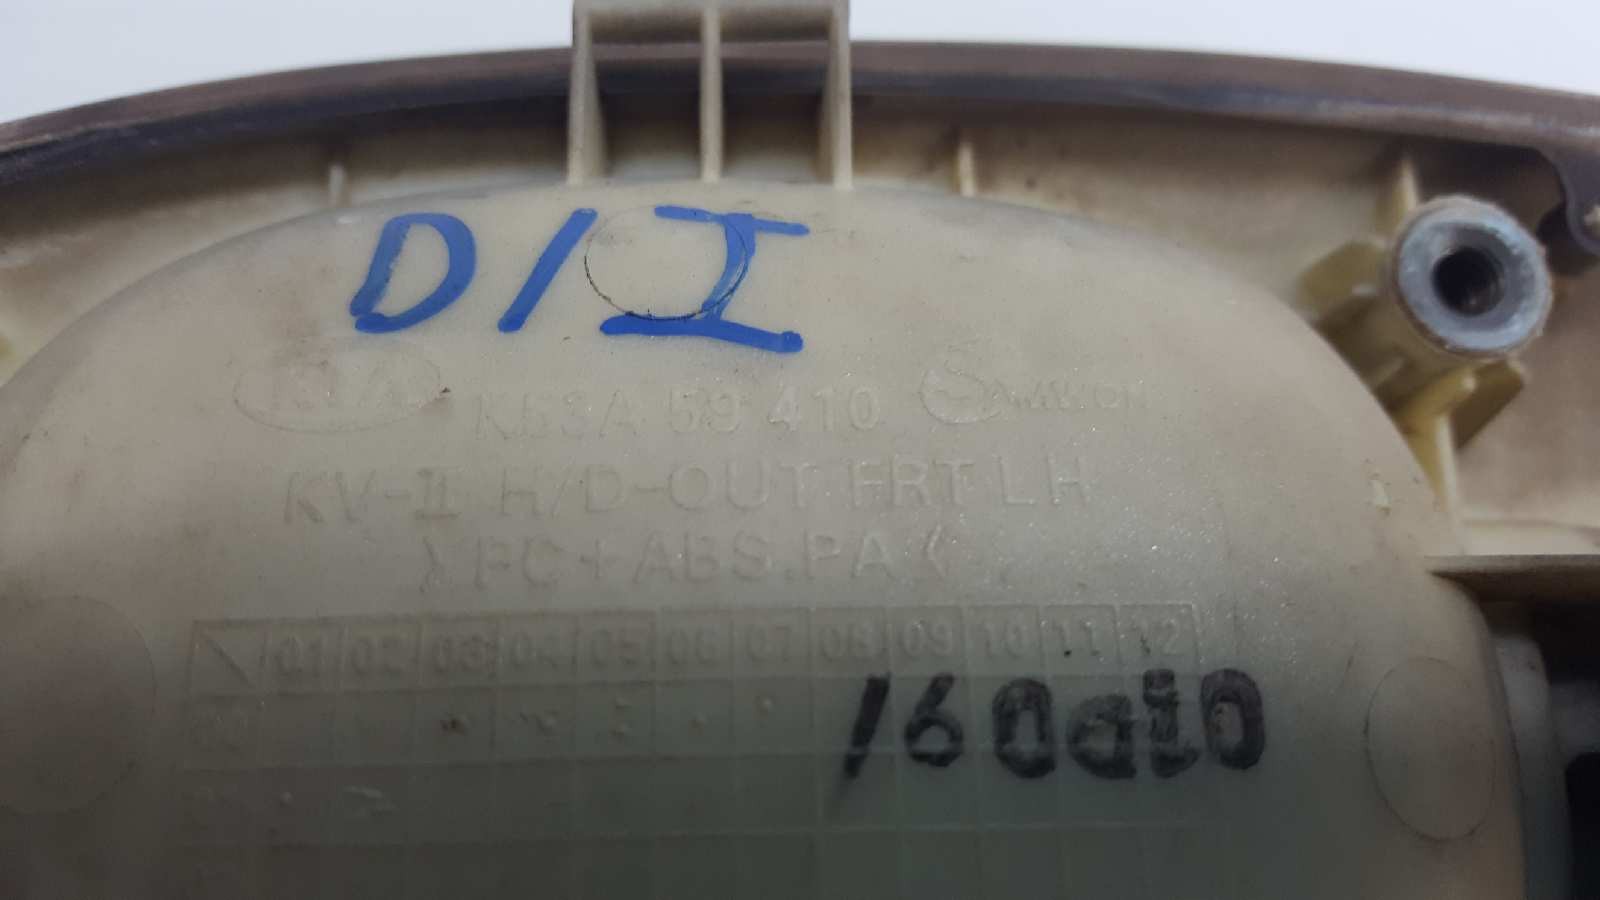 D/I
KIA K53A 59 410
KV-II H/D-OUT FRT LH
>PC+ABS.PA<
01 02 03 04 05 06 07 08 09 10 11 12